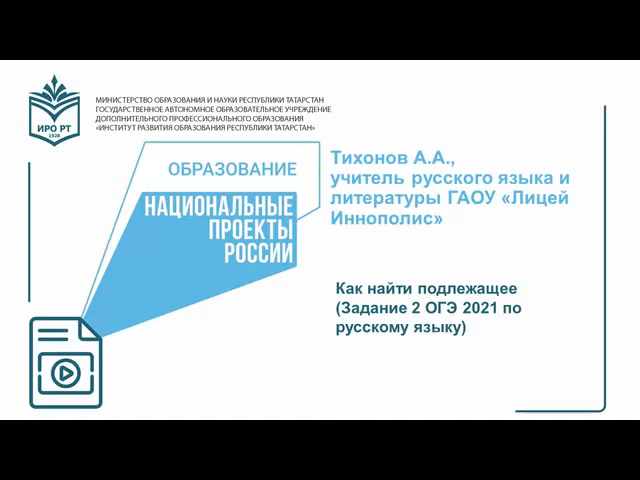 ИРО РТ
1928
МИНИСТЕРСТВО ОБРАЗОВАНИЯ И НАУКИ РЕСПУБЛИКИ ТАТАРСТАН
ГОСУДАРСТВЕННОЕ АВТОНОМНОЕ ОБРАЗОВАТЕЛЬНОЕ УЧРЕЖДЕНИЕ
ДОПОЛНИТЕЛЬНОГО ПРОФЕССИОНАЛЬНОГО ОБРАЗОВАНИЯ
«ИНСТИТУТ РАЗВИТИЯ ОБРАЗОВАНИЯ РЕСПУБЛИКИ ТАТАРСТАН»
ОБРАЗОВАНИЕ
НАЦИОНАЛЬНЫЕ
ПРОЕКТЫ
РОССИИ
Тихонов А.А.,
учитель русского языка и
литературы ГАОУ «Лицей
Иннополис»
Как найти подлежащее
(Задание 2 ОГЭ 2021 по
русскому языку)